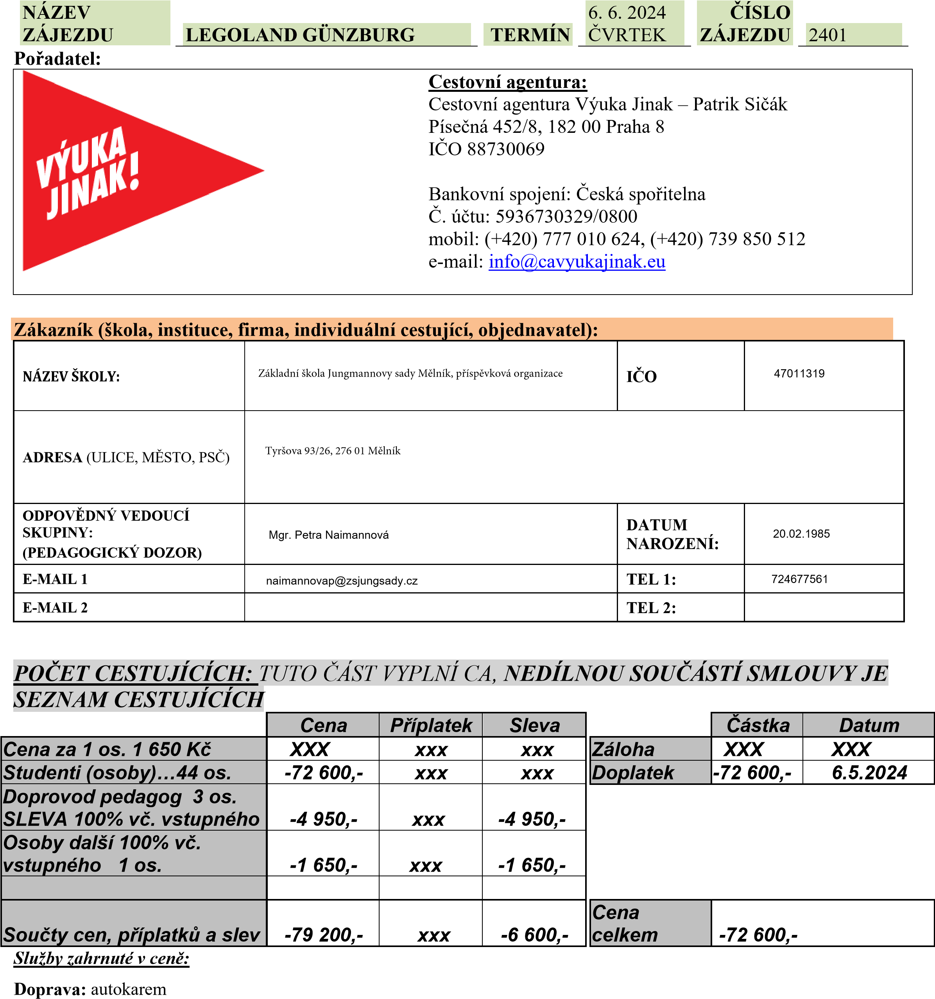 NÁZEV ZÁJEZDU LEGOLAND GÜNZBURG TERMÍN 6. 6. 2024 ČVRTEK ČÍSLO ZÁJEZDU 2401
Pořadatel:
VÝUKA
JINAK!
Cestovní agentura:
Cestovní agentura Výuka Jinak – Patrik Sičák
Písečná 452/8, 182 00 Praha 8
IČO 88730069
Bankovní spojení: Česká spořitelna
Č. účtu: 5936730329/0800
mobil: (+420) 777 010 624, (+420) 739 850 512
e-mail: info@cavyukajinak.eu
Zákazník (škola, instituce, firma, individuální cestující, objednavatel):
NÁZEV ŠKOLY: Základní škola Jungmannovy sady Mělník, příspěvková organizace IČO 47011319
ADRESA (ULICE, MĚSTO, PSČ) Tyršova 93/26, 276 01 Mělník
ODPOVĚDNÝ VEDOUCÍ
SKUPINY:
(PEDAGOGICKÝ DOZOR)
Mgr. Petra Naimannová
DATUM
NAROZENÍ:
20.02.1985
E-MAIL 1 naimannovap@zsjungsady.cz TEL 1: 724677561
E-MAIL 2 TEL 2:
POČET CESTUJÍCÍCH: TUTO ČÁST VYPLNÍ CA, NEDÍLNOU SOUČÁSTÍ SMLOUVY JE
SEZNAM CESTUJÍCÍCH
Cena Příplatek Sleva Částka Datum
Cena za 1 os. 1 650 Kč XXX xxx xxx Záloha XXX XXX
Studenti (osoby)…44 os. -72 600,- xxx xxx Doplatek -72 600,- 6.5.2024
Doprovod pedagog 3 os.
SLEVA 100% vč. vstupného -4 950,- xxx -4 950,-
Osoby další 100% vč.
vstupného 1 os. -1 650,- xxx -1 650,-
Součty cen, příplatků a slev -79 200,- xxx -6 600,-
Cena
celkem -72 600,-
Služby zahrnuté v ceně:
Doprava: autokarem